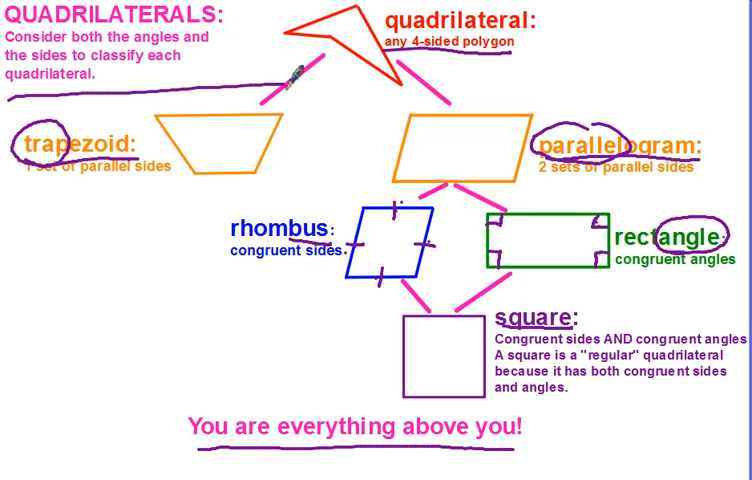 QUADRILATERALS:
Consider both the angles and
the sides to classify each
quadrilateral.
quadrilateral:
any 4-sided polygon
trapezoid:
1 set of parallel sides
parallelogram:
2 sets of parallel sides
rhombus:
congruent sides.
rectangle:
congruent angles
square:
Congruent sides AND congruent angles
A square is a "regular" quadrilateral
because it has both congruent sides
and angles.
You are everything above you!